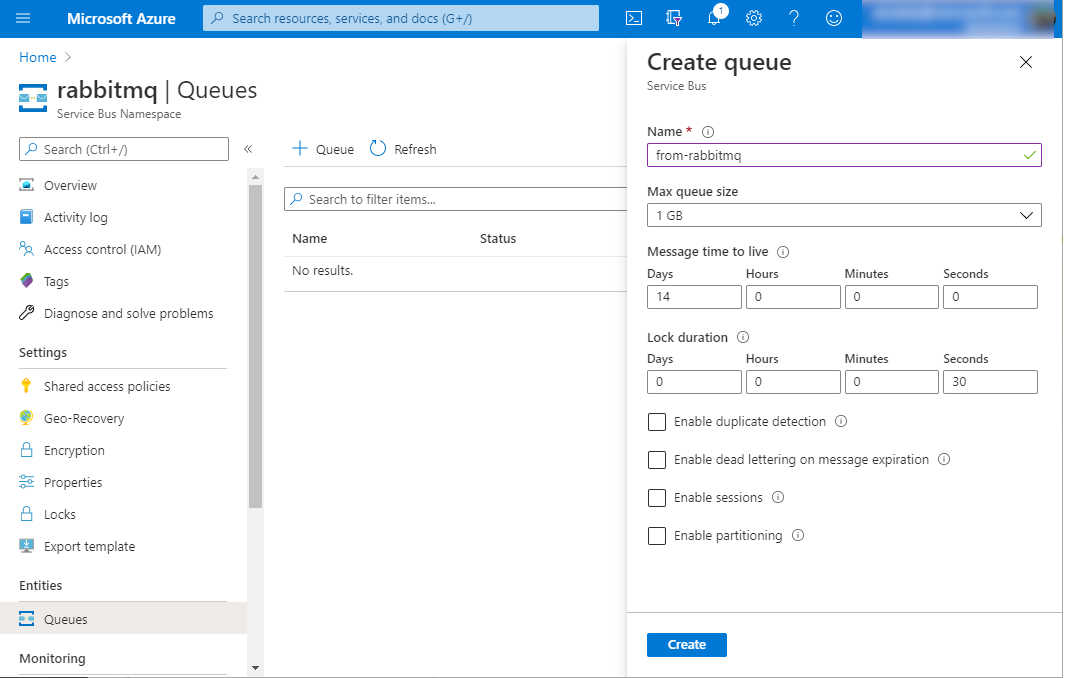 Microsoft Azure
Search resources, services, and docs (G+/)
1
Home
rabbitmq | Queues
Service Bus Namespace
Search (Ctrl+/)
«
Overview
Activity log
Access control (IAM)
Tags
Diagnose and solve problems
Settings
Shared access policies
Geo-Recovery
Encryption
Properties
Locks
Export template
Entities
Queues
Monitoring
Queue
Refresh
Search to filter items...
Name Status
No results.
Create queue
Service Bus
Name *
from-rabbitmq
Max queue size
1 GB
Message time to live
Days Hours Minutes Seconds
14 0 0 0
Lock duration
Days Hours Minutes Seconds
0 0 0 30
Enable duplicate detection
Enable dead lettering on message expiration
Enable sessions
Enable partitioning
Create